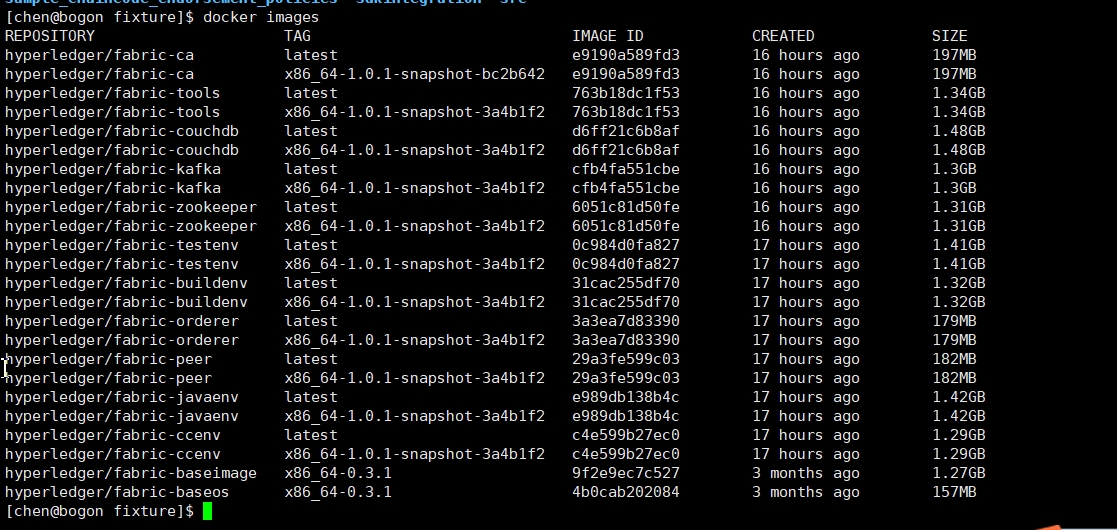 sample_chaincode_endorsement_policies sdkintegration src
[chen@bogon fixture]$ docker images
REPOSITORY TAG IMAGE ID CREATED SIZE
hyperledger/fabric-ca latest e9190a589fd3 16 hours ago 197MB
hyperledger/fabric-ca x86_64-1.0.1-snapshot-bc2b642 e9190a589fd3 16 hours ago 197MB
hyperledger/fabric-tools latest 763b18dc1f53 16 hours ago 1.34GB
hyperledger/fabric-tools x86_64-1.0.1-snapshot-3a4b1f2 763b18dc1f53 16 hours ago 1.34GB
hyperledger/fabric-couchdb latest d6ff21c6b8af 16 hours ago 1.48GB
hyperledger/fabric-couchdb x86_64-1.0.1-snapshot-3a4b1f2 d6ff21c6b8af 16 hours ago 1.48GB
hyperledger/fabric-kafka latest cfb4fa551cbe 16 hours ago 1.3GB
hyperledger/fabric-kafka x86_64-1.0.1-snapshot-3a4b1f2 cfb4fa551cbe 16 hours ago 1.3GB
hyperledger/fabric-zookeeper latest 6051c81d50fe 16 hours ago 1.31GB
hyperledger/fabric-zookeeper x86_64-1.0.1-snapshot-3a4b1f2 6051c81d50fe 16 hours ago 1.31GB
hyperledger/fabric-testenv latest 0c984d0fa827 17 hours ago 1.41GB
hyperledger/fabric-testenv x86_64-1.0.1-snapshot-3a4b1f2 0c984d0fa827 17 hours ago 1.41GB
hyperledger/fabric-buildenv latest 31cac255df70 17 hours ago 1.32GB
hyperledger/fabric-buildenv x86_64-1.0.1-snapshot-3a4b1f2 31cac255df70 17 hours ago 1.32GB
hyperledger/fabric-orderer latest 3a3ea7d83390 17 hours ago 179MB
hyperledger/fabric-orderer x86_64-1.0.1-snapshot-3a4b1f2 3a3ea7d83390 17 hours ago 179MB
hyperledger/fabric-peer latest 29a3fe599c03 17 hours ago 182MB
hyperledger/fabric-peer x86_64-1.0.1-snapshot-3a4b1f2 29a3fe599c03 17 hours ago 182MB
hyperledger/fabric-javaenv latest e989db138b4c 17 hours ago 1.42GB
hyperledger/fabric-javaenv x86_64-1.0.1-snapshot-3a4b1f2 e989db138b4c 17 hours ago 1.42GB
hyperledger/fabric-ccenv latest c4e599b27ec0 17 hours ago 1.29GB
hyperledger/fabric-ccenv x86_64-1.0.1-snapshot-3a4b1f2 c4e599b27ec0 17 hours ago 1.29GB
hyperledger/fabric-baseimage x86_64-0.3.1 9f2e9ec7c527 3 months ago 1.27GB
hyperledger/fabric-baseos x86_64-0.3.1 4b0cab202084 3 months ago 157MB
[chen@bogon fixture]$